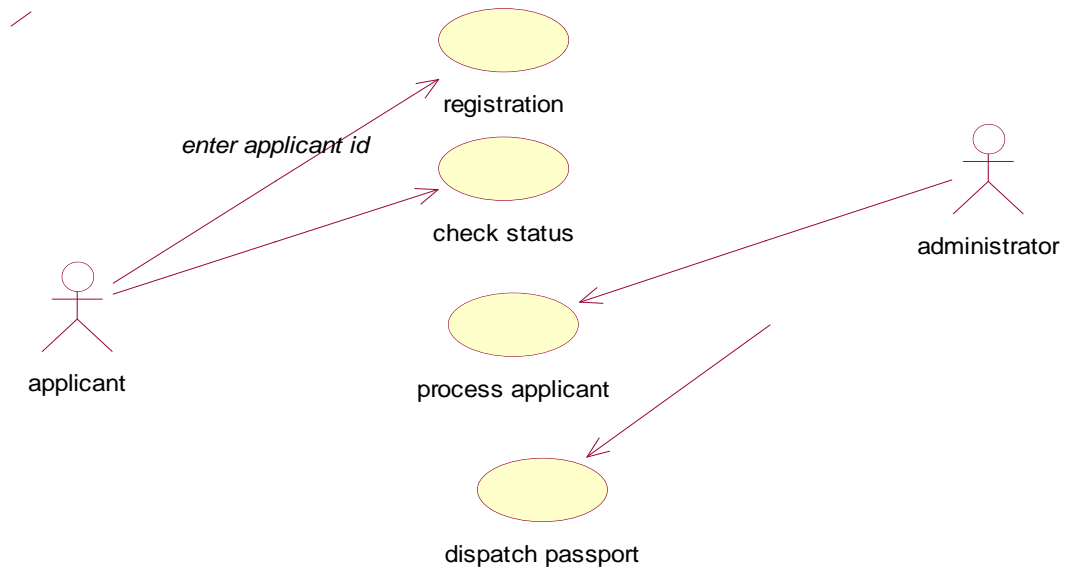 registration
enter applicant id
check status
administrator
applicant
process applicant
dispatch passport